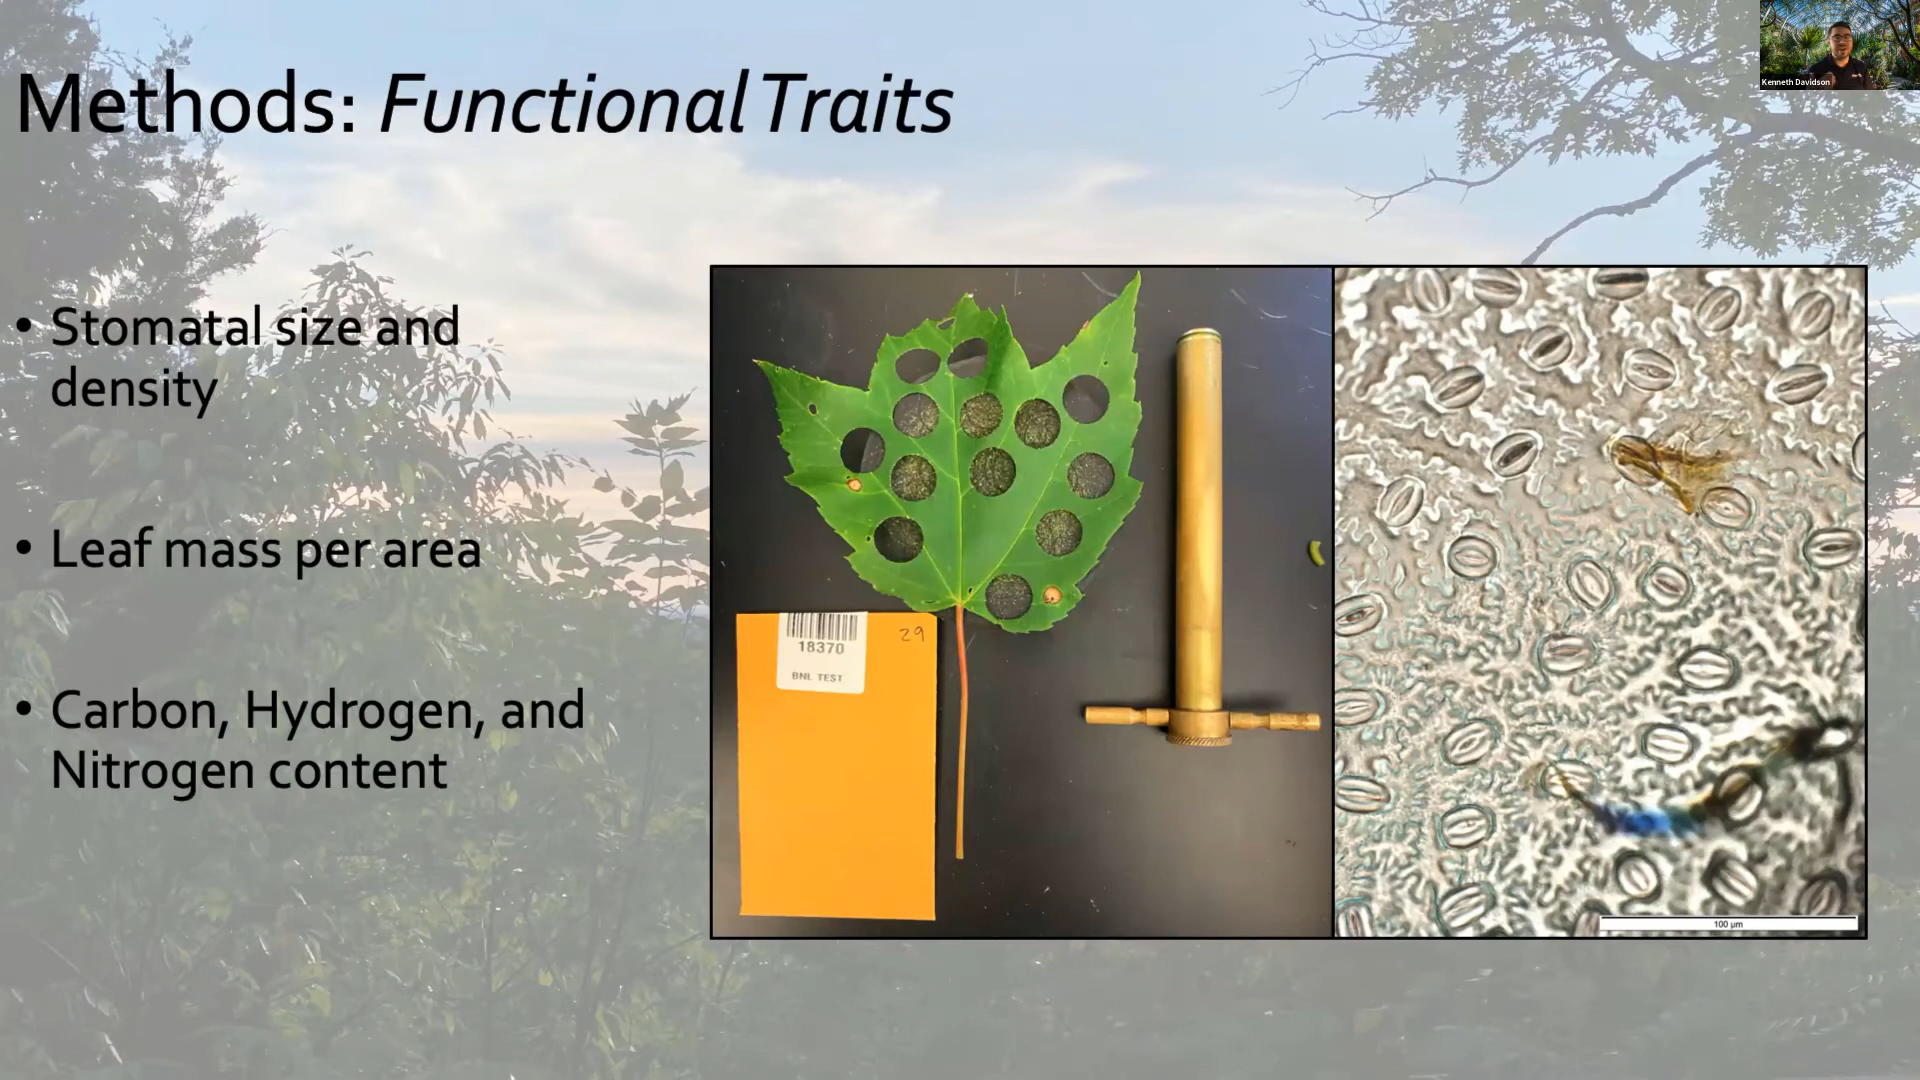 Kenneth Davidson
Methods: Functional Traits
• Stomatal size and
density
• Leaf mass per area
• Carbon, Hydrogen, and
Nitrogen content
29
18370
BNL TEST
100 µm